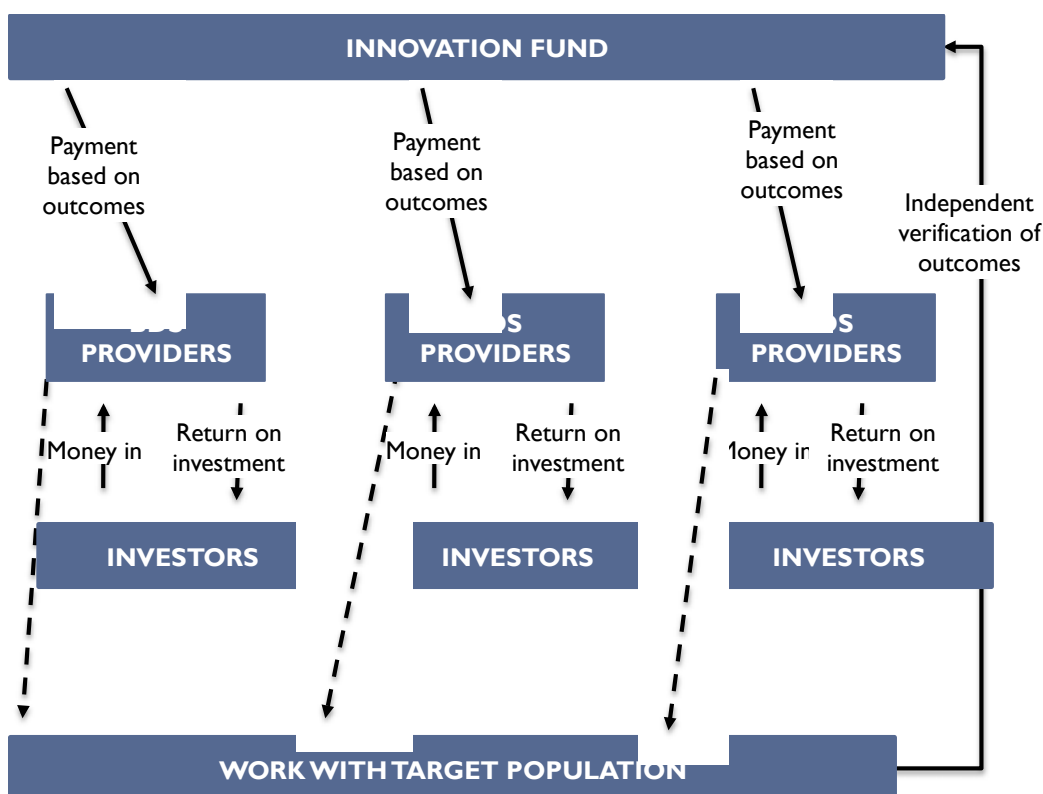 INNOVATION FUND
Payment
based on
outcomes
Payment
based on
outcomes
Payment
based on
outcomes
Independent
verification of
outcomes
PROVIDERS
PROVIDERS
PROVIDERS
Money in
Return on
investment
Money in
Return on
investment
in
Return on
investment
INVESTORS
INVESTORS
INVESTORS
WORK WITH TARGET POPULATION